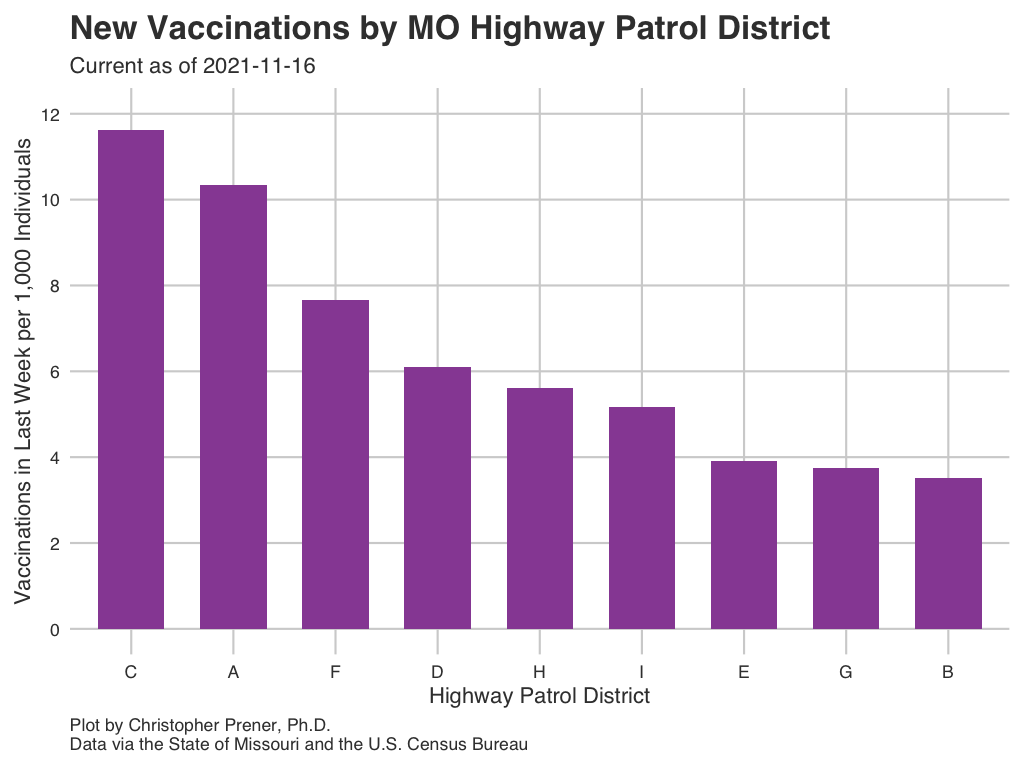 New Vaccinations by MO Highway Patrol District
Current as of 2021-11-16
Vaccinations in Last Week per 1,000 Individuals
12
10
8
6
4
2
0
C A F D H I E G B
Highway Patrol District
Plot by Christopher Prener, Ph.D.
Data via the State of Missouri and the U.S. Census Bureau